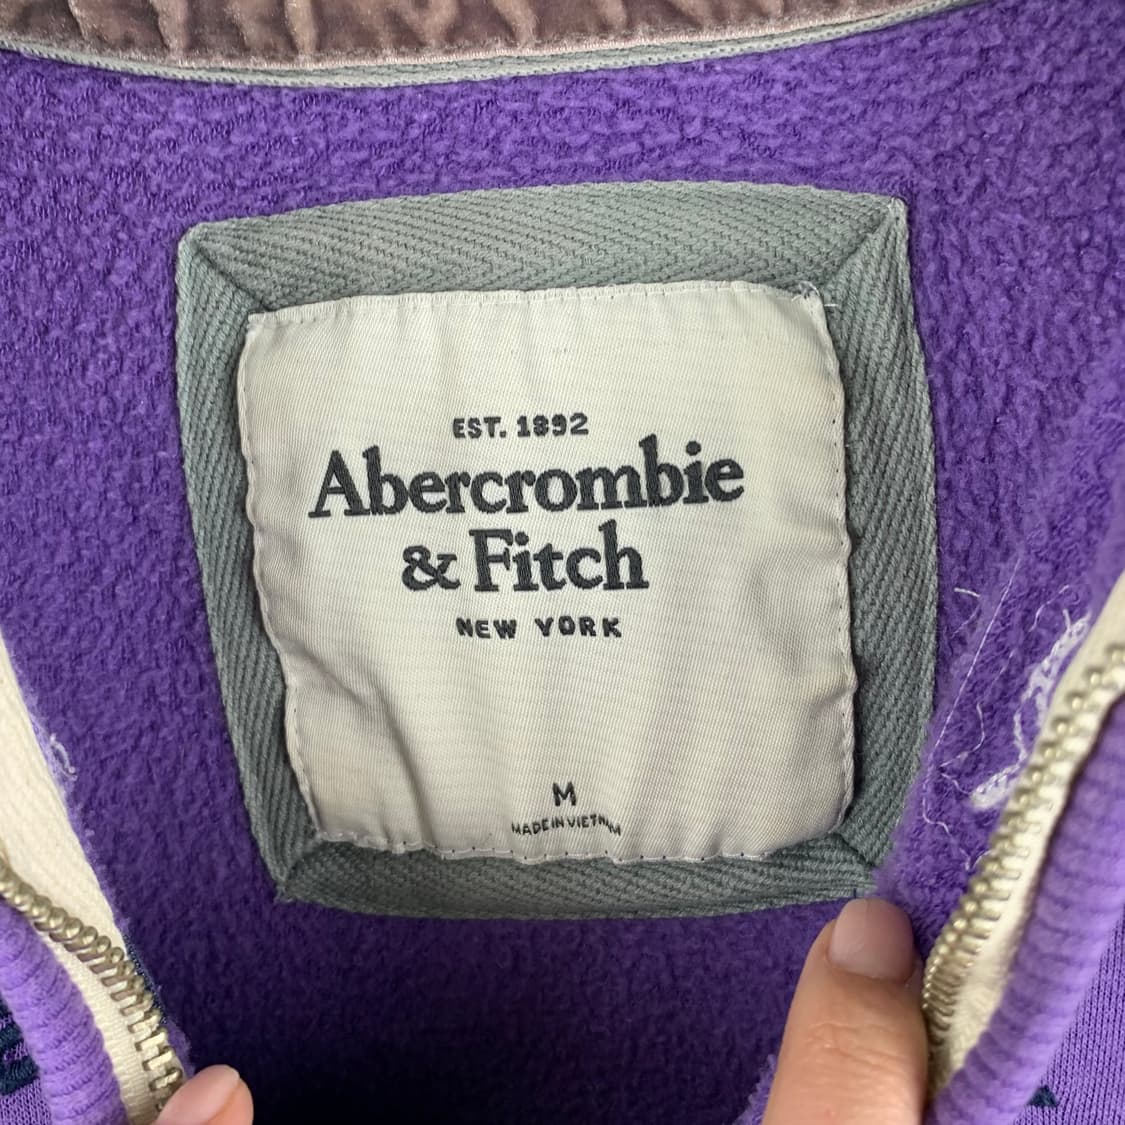 EST. 1892
Abercrombie
& Fitch
NEW YORK
M
MADE IN VIETNAM